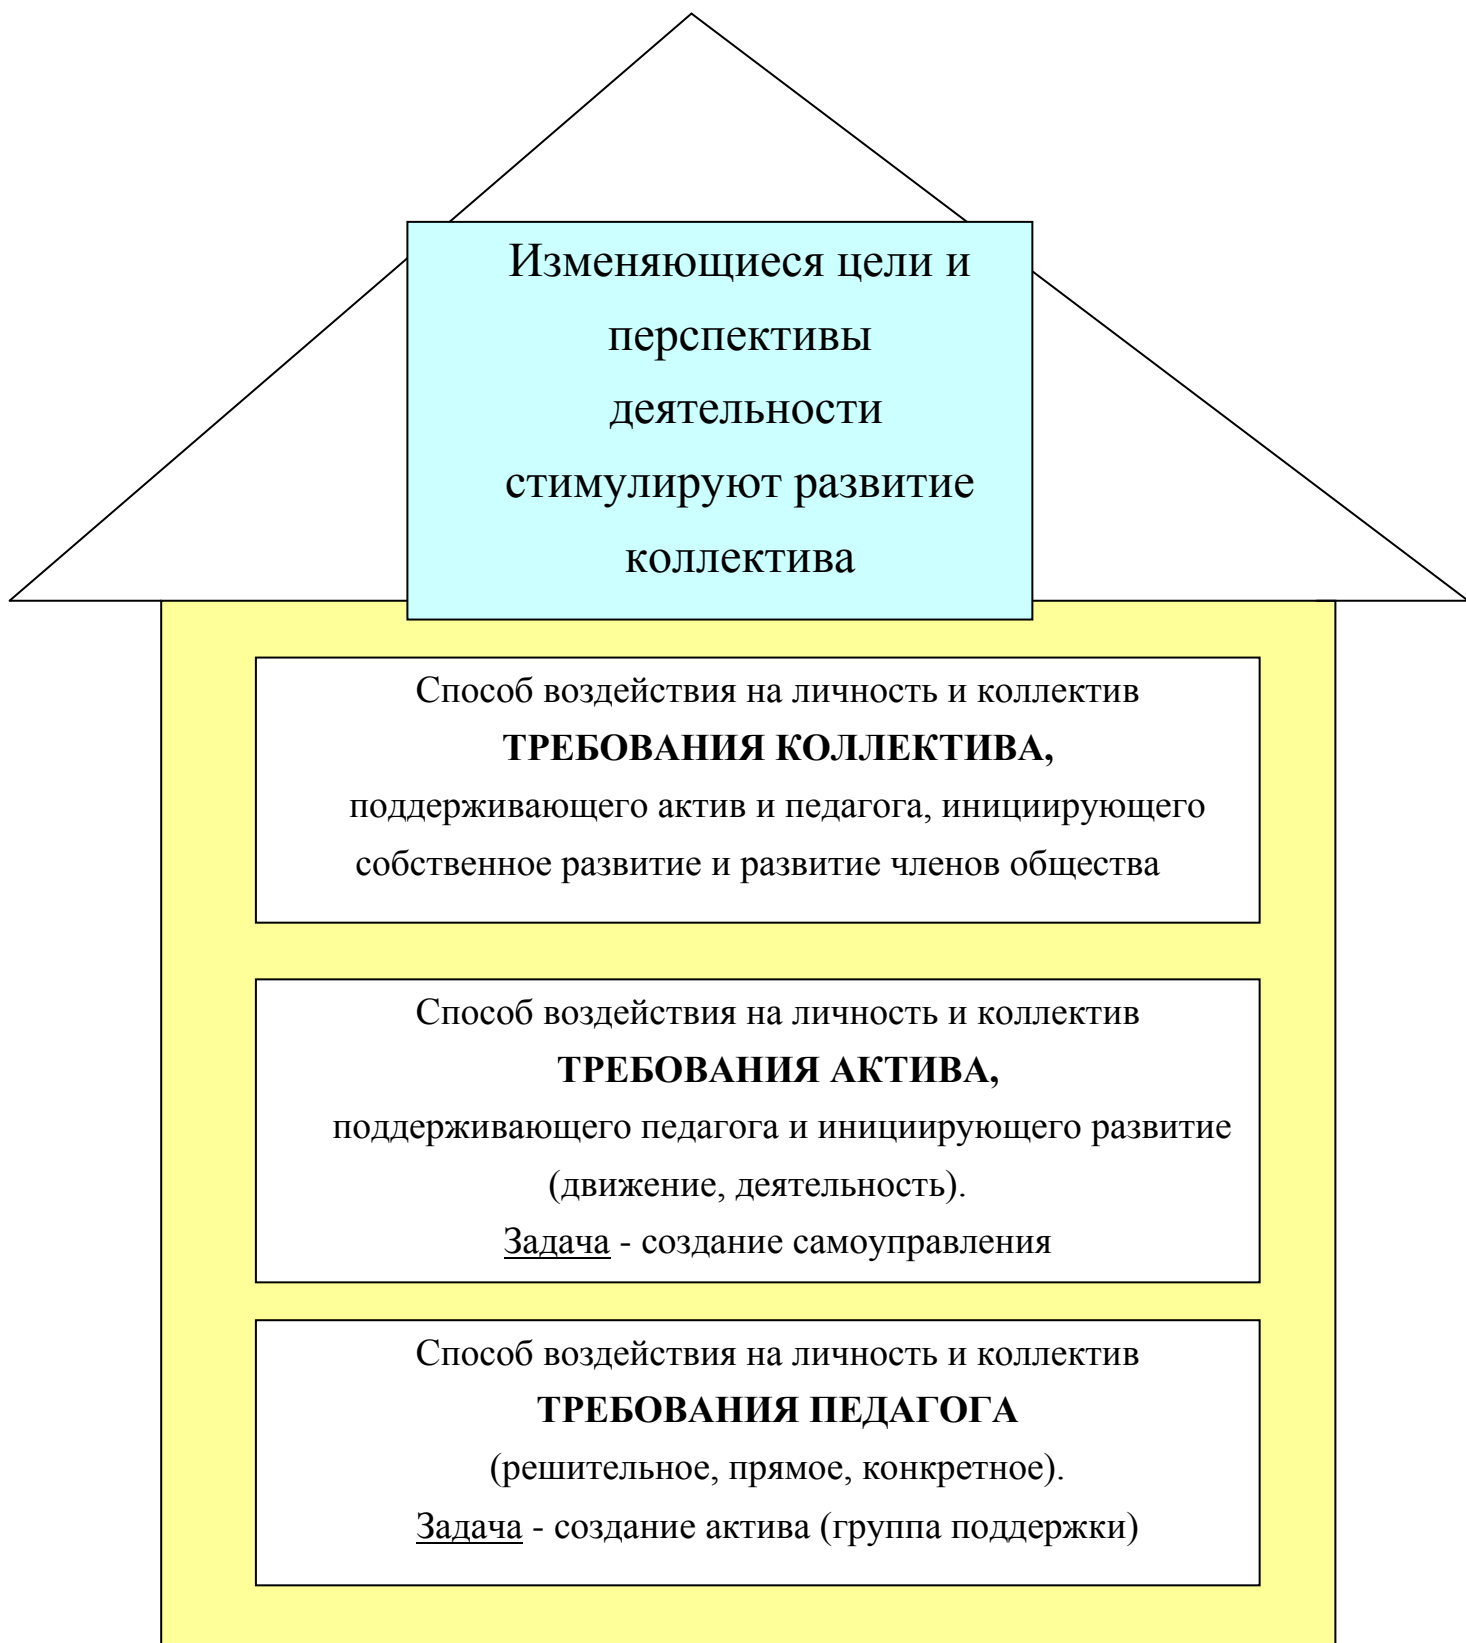 Изменяющиеся цели и
перспективы
деятельности
стимулируют развитие
коллектива
Способ воздействия на личность и коллектив
ТРЕБОВАНИЯ КОЛЛЕКТИВА,
поддерживающего актив и педагога, инициирующего
собственное развитие и развитие членов общества
Способ воздействия на личность и коллектив
ТРЕБОВАНИЯ АКТИВА,
поддерживающего педагога и инициирующего развитие
(движение, деятельность).
Задача - создание самоуправления
Способ воздействия на личность и коллектив
ТРЕБОВАНИЯ ПЕДАГОГА
(решительное, прямое, конкретное).
Задача - создание актива (группа поддержки)